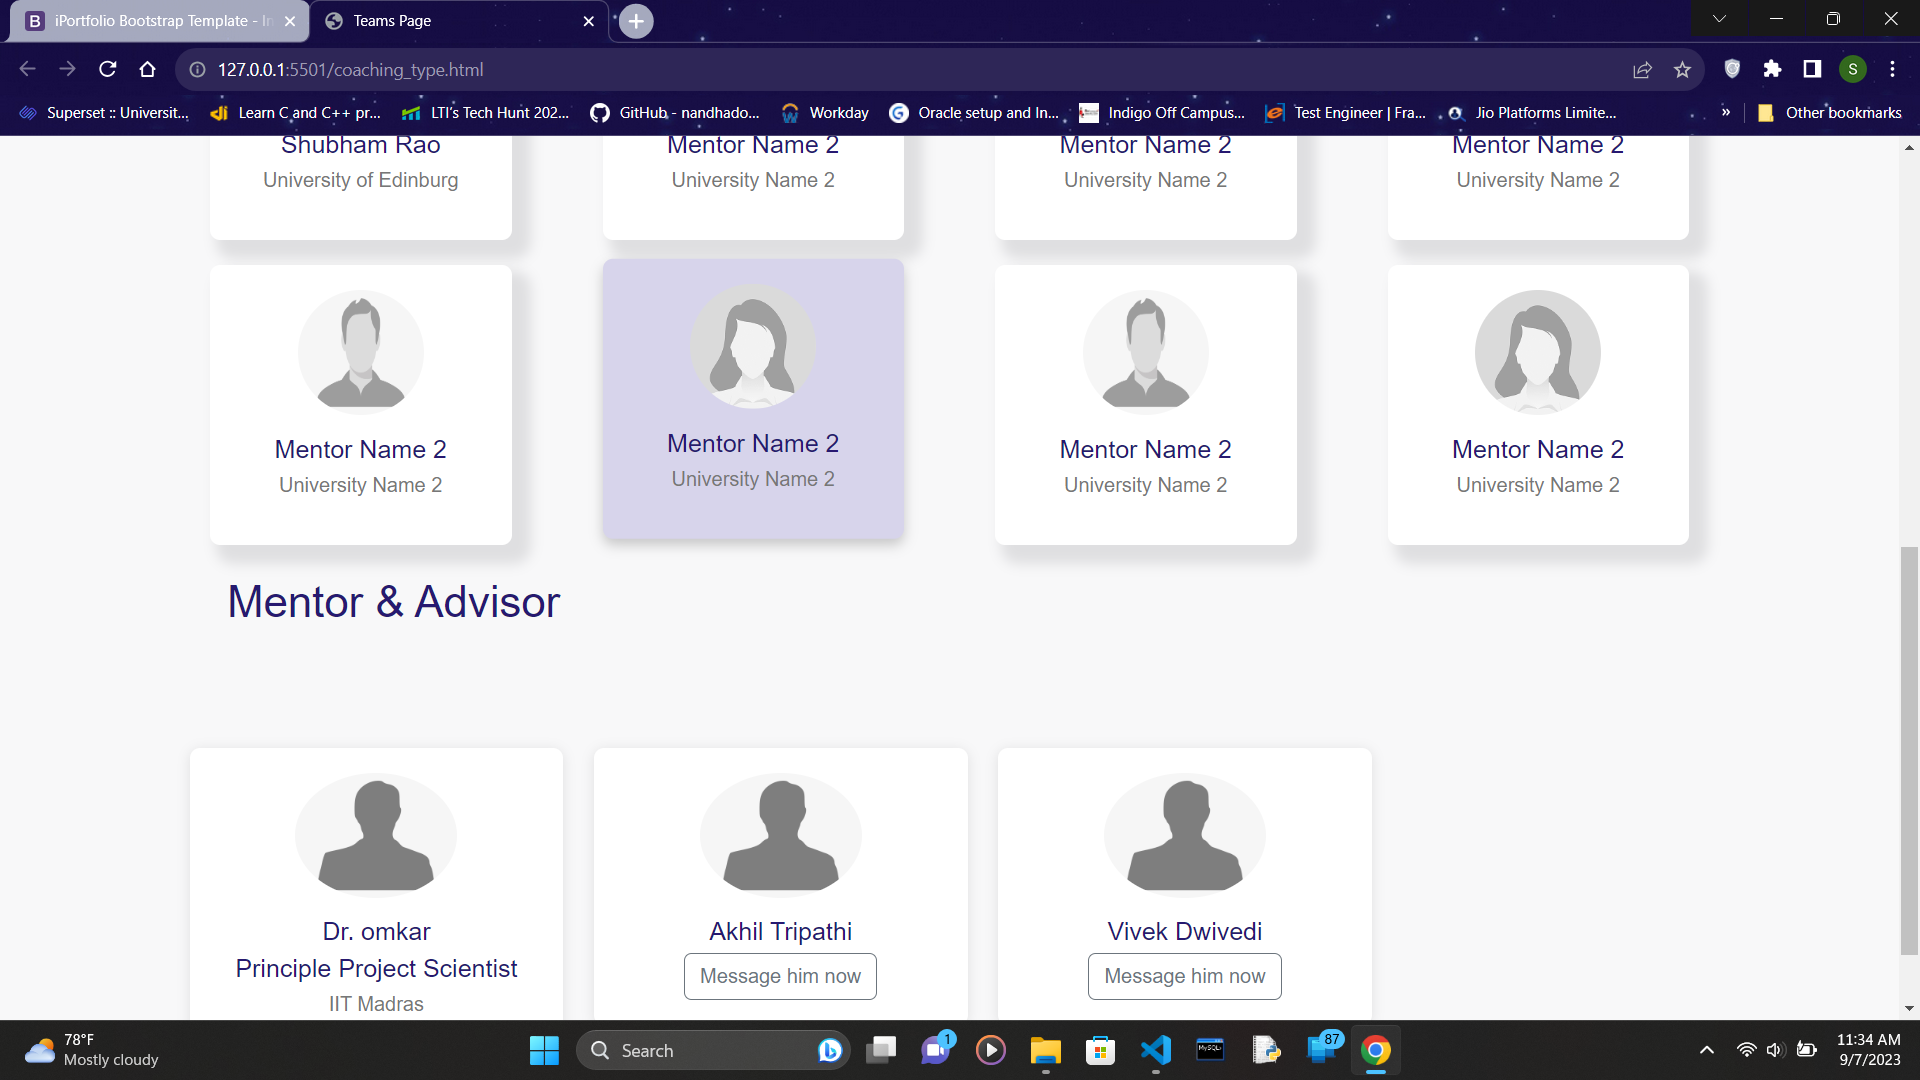 B iPortfolio Bootstrap Template - In
Teams Page
127.0.0.1:5501/coaching_type.html
S
Superset :: Universit...
Learn C and C++ pr...
LTI's Tech Hunt 202...
GitHub - nandhado...
Workday
Oracle setup and In...
Indigo Off Campus...
Test Engineer | Fra...
Jio Platforms Limite...
»
Other bookmarks
Shubham Rao
University of Edinburg
Mentor Name 2
University Name 2
Mentor Name 2
University Name 2
Mentor Name 2
University Name 2
Mentor Name 2
University Name 2
Mentor Name 2
University Name 2
Mentor Name 2
University Name 2
Mentor Name 2
University Name 2
Mentor & Advisor
Dr. omkar
Principle Project Scientist
IIT Madras
Akhil Tripathi
Message him now
Vivek Dwivedi
Message him now
78°F
Mostly cloudy
Search
1
MySQL
87
11:34 AM
9/7/2023